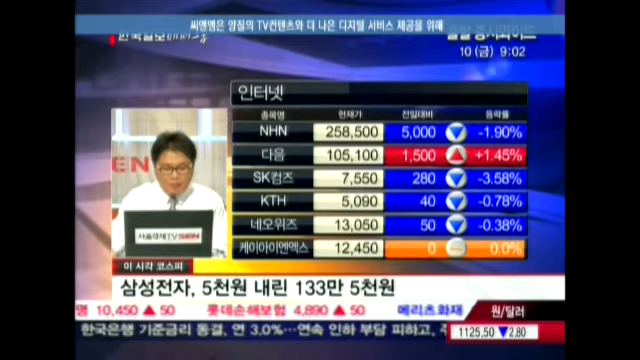 씨앤앰은 양질의 TV컨텐츠와 더 나은 디지털 서비스 제공을 위해
10 (금) 9:02
인터넷
종목명 현재가 전일대비 등락률
NHN 258,500 5,000 ▼ -1.90%
다음 105,100 1,500 ▲ +1.45%
SK컴즈 7,550 280 ▼ -3.58%
KTH 5,090 40 ▼ -0.78%
네오위즈 13,050 50 ▼ -0.38%
케이아이엔엑스 12,450 0 － 0.0%
서울경제TV SEN
이 시각 코스피
삼성전자, 5천원 내린 133만 5천원
명 10,450 ▲ 50 롯데손해보험 4,890 ▲ 50 메리츠화재
원/달러
한국은행 기준금리 동결, 연 3.0%···연속 인하 부담 피하고,
1125.50 ▼ 2.80